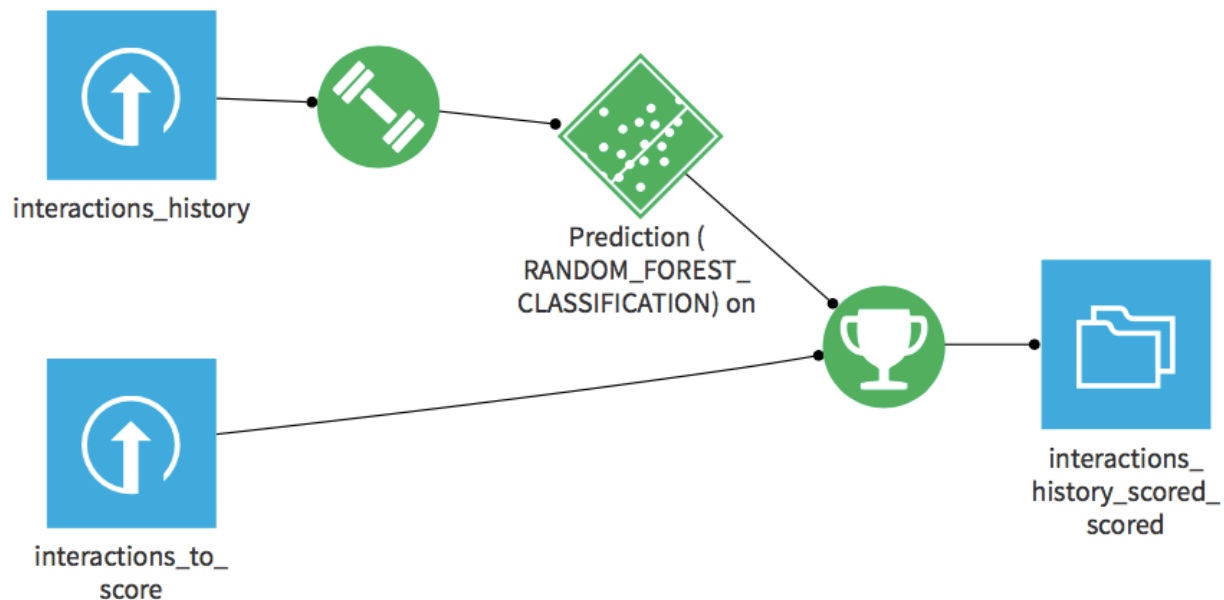 interactions_history
Prediction (
RANDOM_FOREST_
CLASSIFICATION) on
interactions_
history_scored_
scored
interactions_to_
score